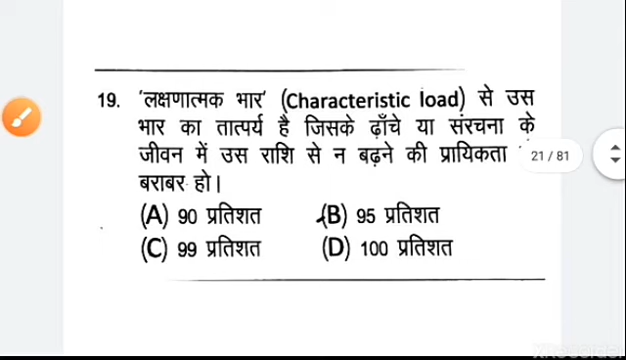 19. 'लक्षणात्मक भार' (Characteristic load) से उस
भार का तात्पर्य है जिसके ढाँचे या संरचना के
जीवन में उस राशि से न बढ़ने की प्रायिकता
21 / 81
बराबर हो।
(A) 90 प्रतिशत (B) 95 प्रतिशत
(C) 99 प्रतिशत (D) 100 प्रतिशत